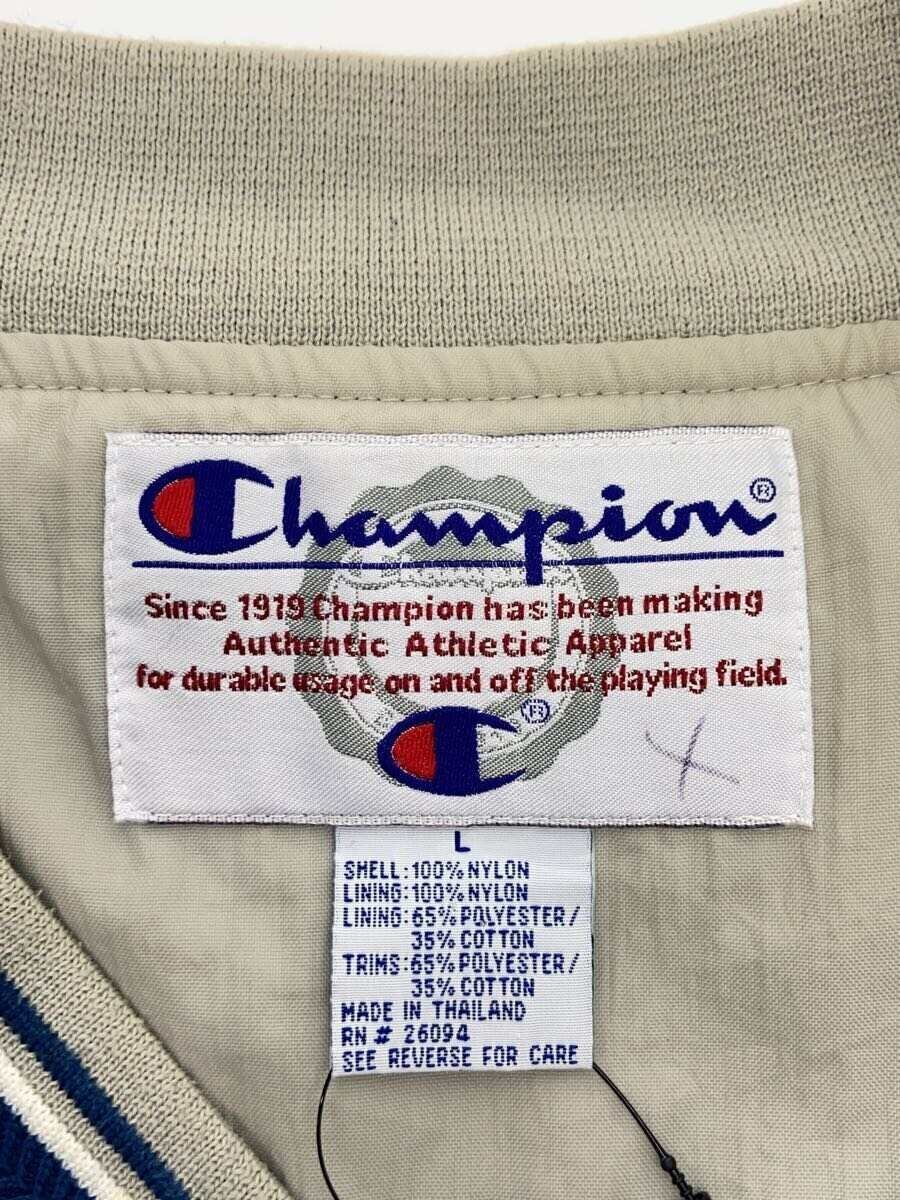 Champion®
Since 1919 Champion has been making
Authentic Athletic Apparel
for durable usage on and off the playing field.
®
X
L
SHELL: 100% NYLON
LINING: 100% NYLON
LINING: 65% POLYESTER/
35% COTTON
TRIMS: 65% POLYESTER/
35% COTTON
MADE IN THAILAND
RN # 26094
SEE REVERSE FOR CARE